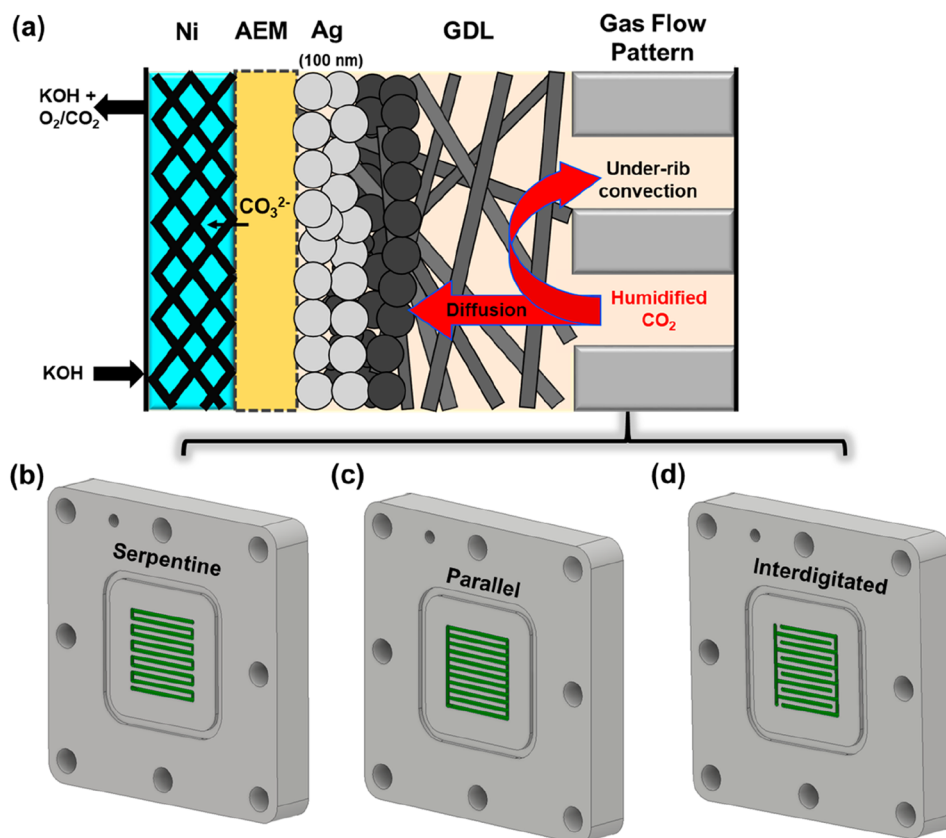 (a)
Ni
AEM
Ag
(100 nm)
GDL
Gas Flow
Pattern
KOH +
O₂/CO₂
CO₃²⁻
KOH
Under-rib
convection
Diffusion
Humidified
CO₂
(b)
Serpentine
(c)
Parallel
(d)
Interdigitated